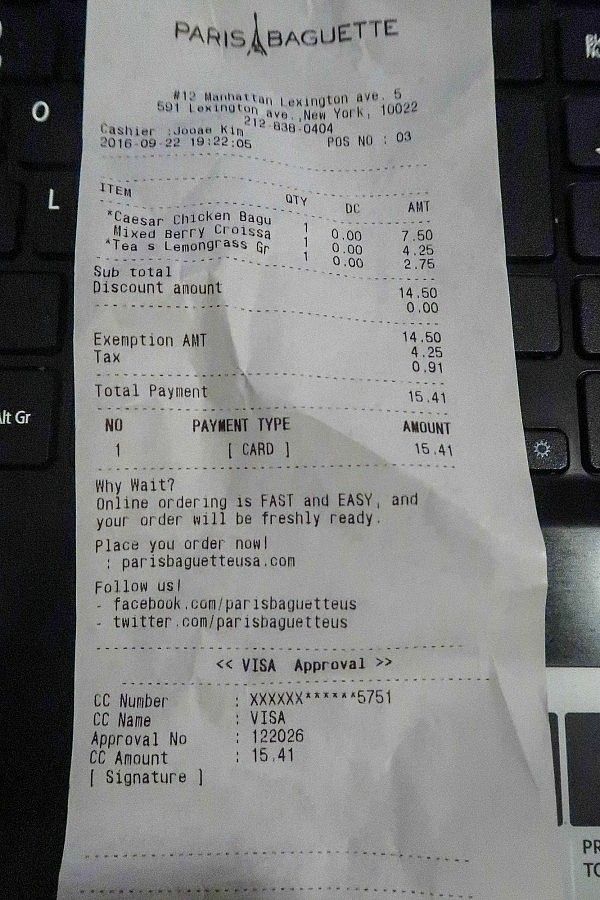 PARIS BAGUETTE
#12 Manhattan Lexington ave. 5
591 Lexington ave.,New York, 10022
212-838-0404
Cashier :Jooae Kim
2016-09-22 19:22:05 POS NO : 03
ITEM QTY DC AMT
*Caesar Chicken Bagu 1 0.00 7.50
Mixed Berry Croissa 1 0.00 4.25
*Tea s Lemongrass Gr 1 0.00 2.75
Sub total 14.50
Discount amount 0.00
14.50
Exemption AMT 4.25
Tax 0.91
Total Payment 15.41
NO PAYMENT TYPE AMOUNT
1 [ CARD ] 15.41
Why Wait?
Online ordering is FAST and EASY, and
your order will be freshly ready.
Place you order now!
: parisbaguetteusa.com
Follow us!
- facebook.com/parisbaguetteus
- twitter.com/parisbaguetteus
<< VISA Approval >>
CC Number : XXXXXX******5751
CC Name : VISA
Approval No : 122026
CC Amount : 15.41
[ Signature ]
O
L
Alt Gr
PR
TO